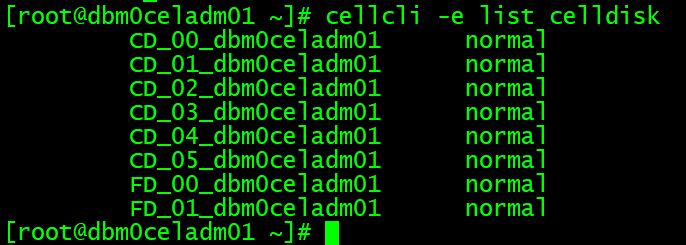 [root@dbm0celadm01 ~]# cellcli -e list celldisk
CD_00_dbm0celadm01 normal
CD_01_dbm0celadm01 normal
CD_02_dbm0celadm01 normal
CD_03_dbm0celadm01 normal
CD_04_dbm0celadm01 normal
CD_05_dbm0celadm01 normal
FD_00_dbm0celadm01 normal
FD_01_dbm0celadm01 normal
[root@dbm0celadm01 ~]#